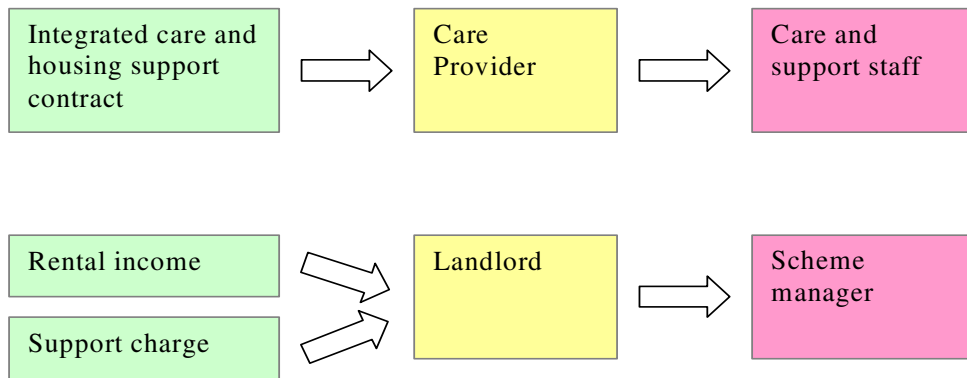 Integrated care and
housing support
contract
Care
Provider
Care and
support staff
Rental income
Support charge
Landlord
Scheme
manager